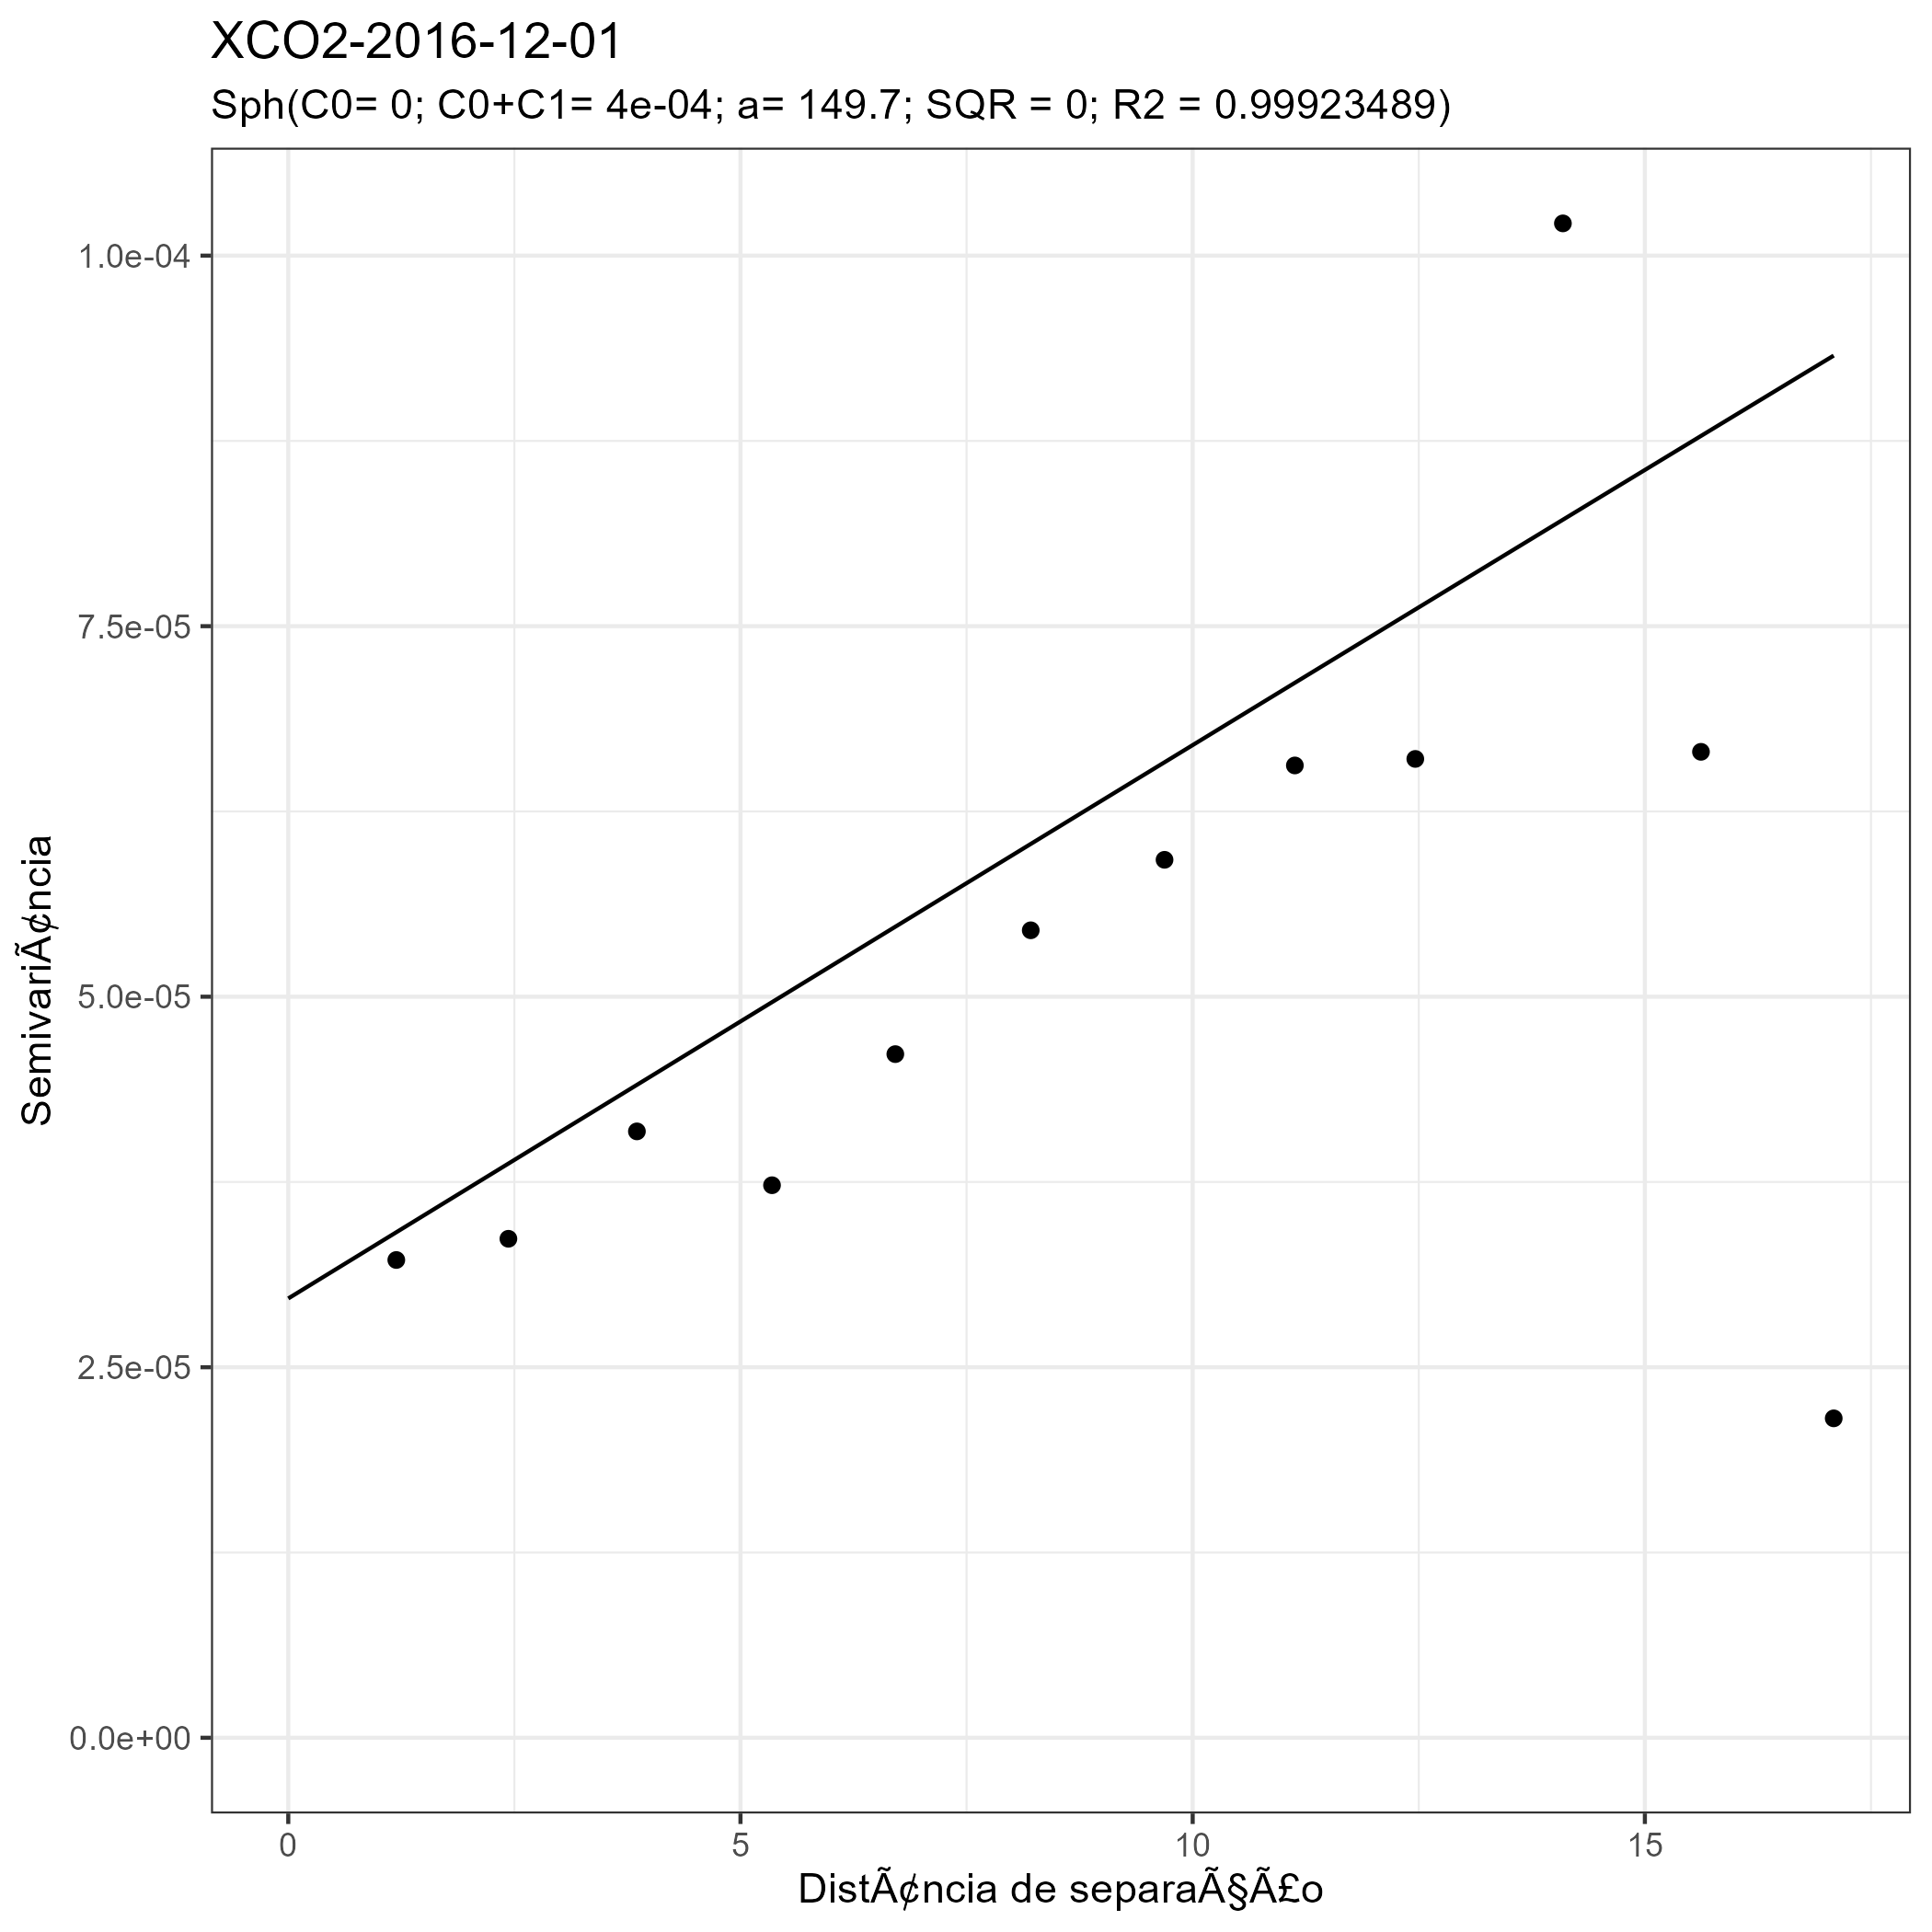 XCO2-2016-12-01
Sph(C0= 0; C0+C1= 4e-04; a= 149.7; SQR = 0; R2 = 0.99923489)
1.0e-04
7.5e-05
5.0e-05
2.5e-05
0.0e+00
SemivariÃ¢ncia
0 5 10 15
DistÃ¢ncia de separaÃ§Ã£o